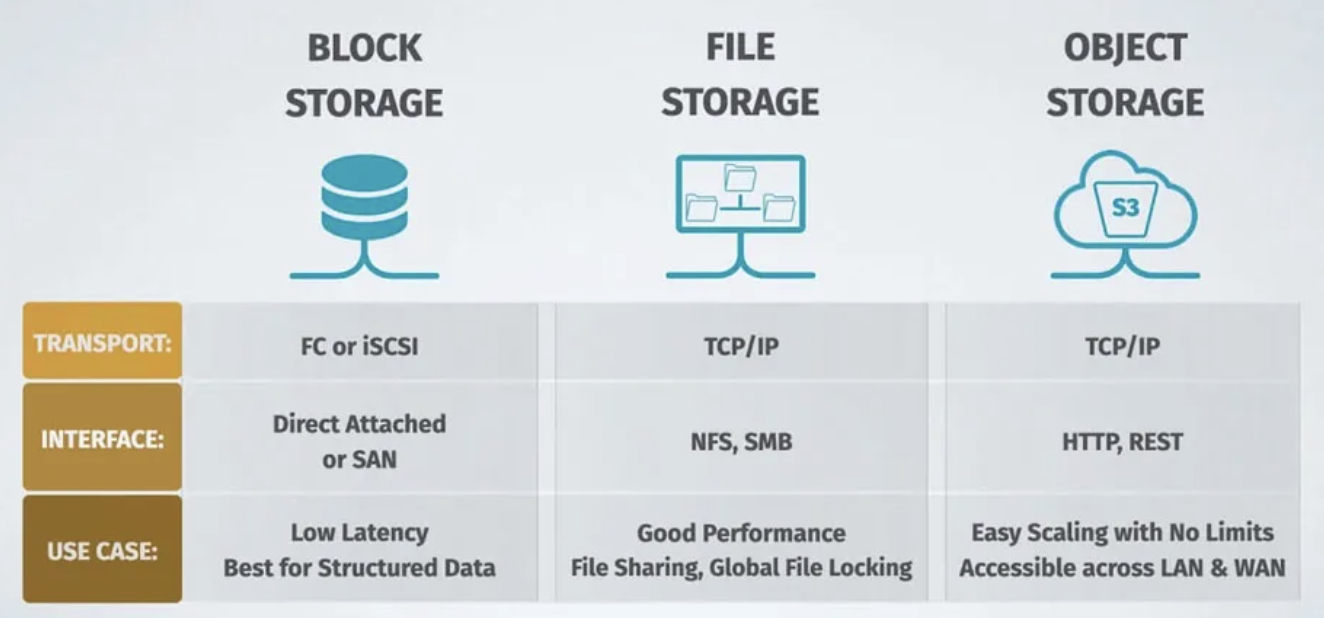 BLOCK
STORAGE
FILE
STORAGE
OBJECT
STORAGE
S3
TRANSPORT:
FC or iSCSI
TCP/IP
TCP/IP
INTERFACE:
Direct Attached
or SAN
NFS, SMB
HTTP, REST
USE CASE:
Low Latency
Best for Structured Data
Good Performance
File Sharing, Global File Locking
Easy Scaling with No Limits
Accessible across LAN & WAN